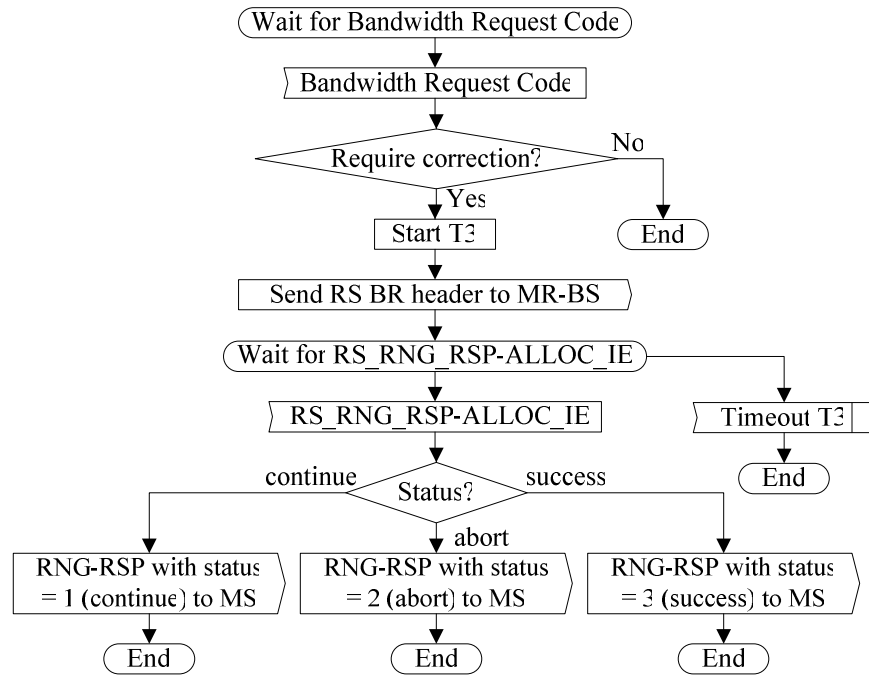 Wait for Bandwidth Request Code
Bandwidth Request Code
Require correction?
No
Yes
Start T3
End
Send RS BR header to MR-BS
Wait for RS_RNG_RSP-ALLOC_IE
RS_RNG_RSP-ALLOC_IE
Timeout T3
End
continue
Status?
success
abort
RNG-RSP with status
= 1 (continue) to MS
RNG-RSP with status
= 2 (abort) to MS
RNG-RSP with status
= 3 (success) to MS
End
End
End